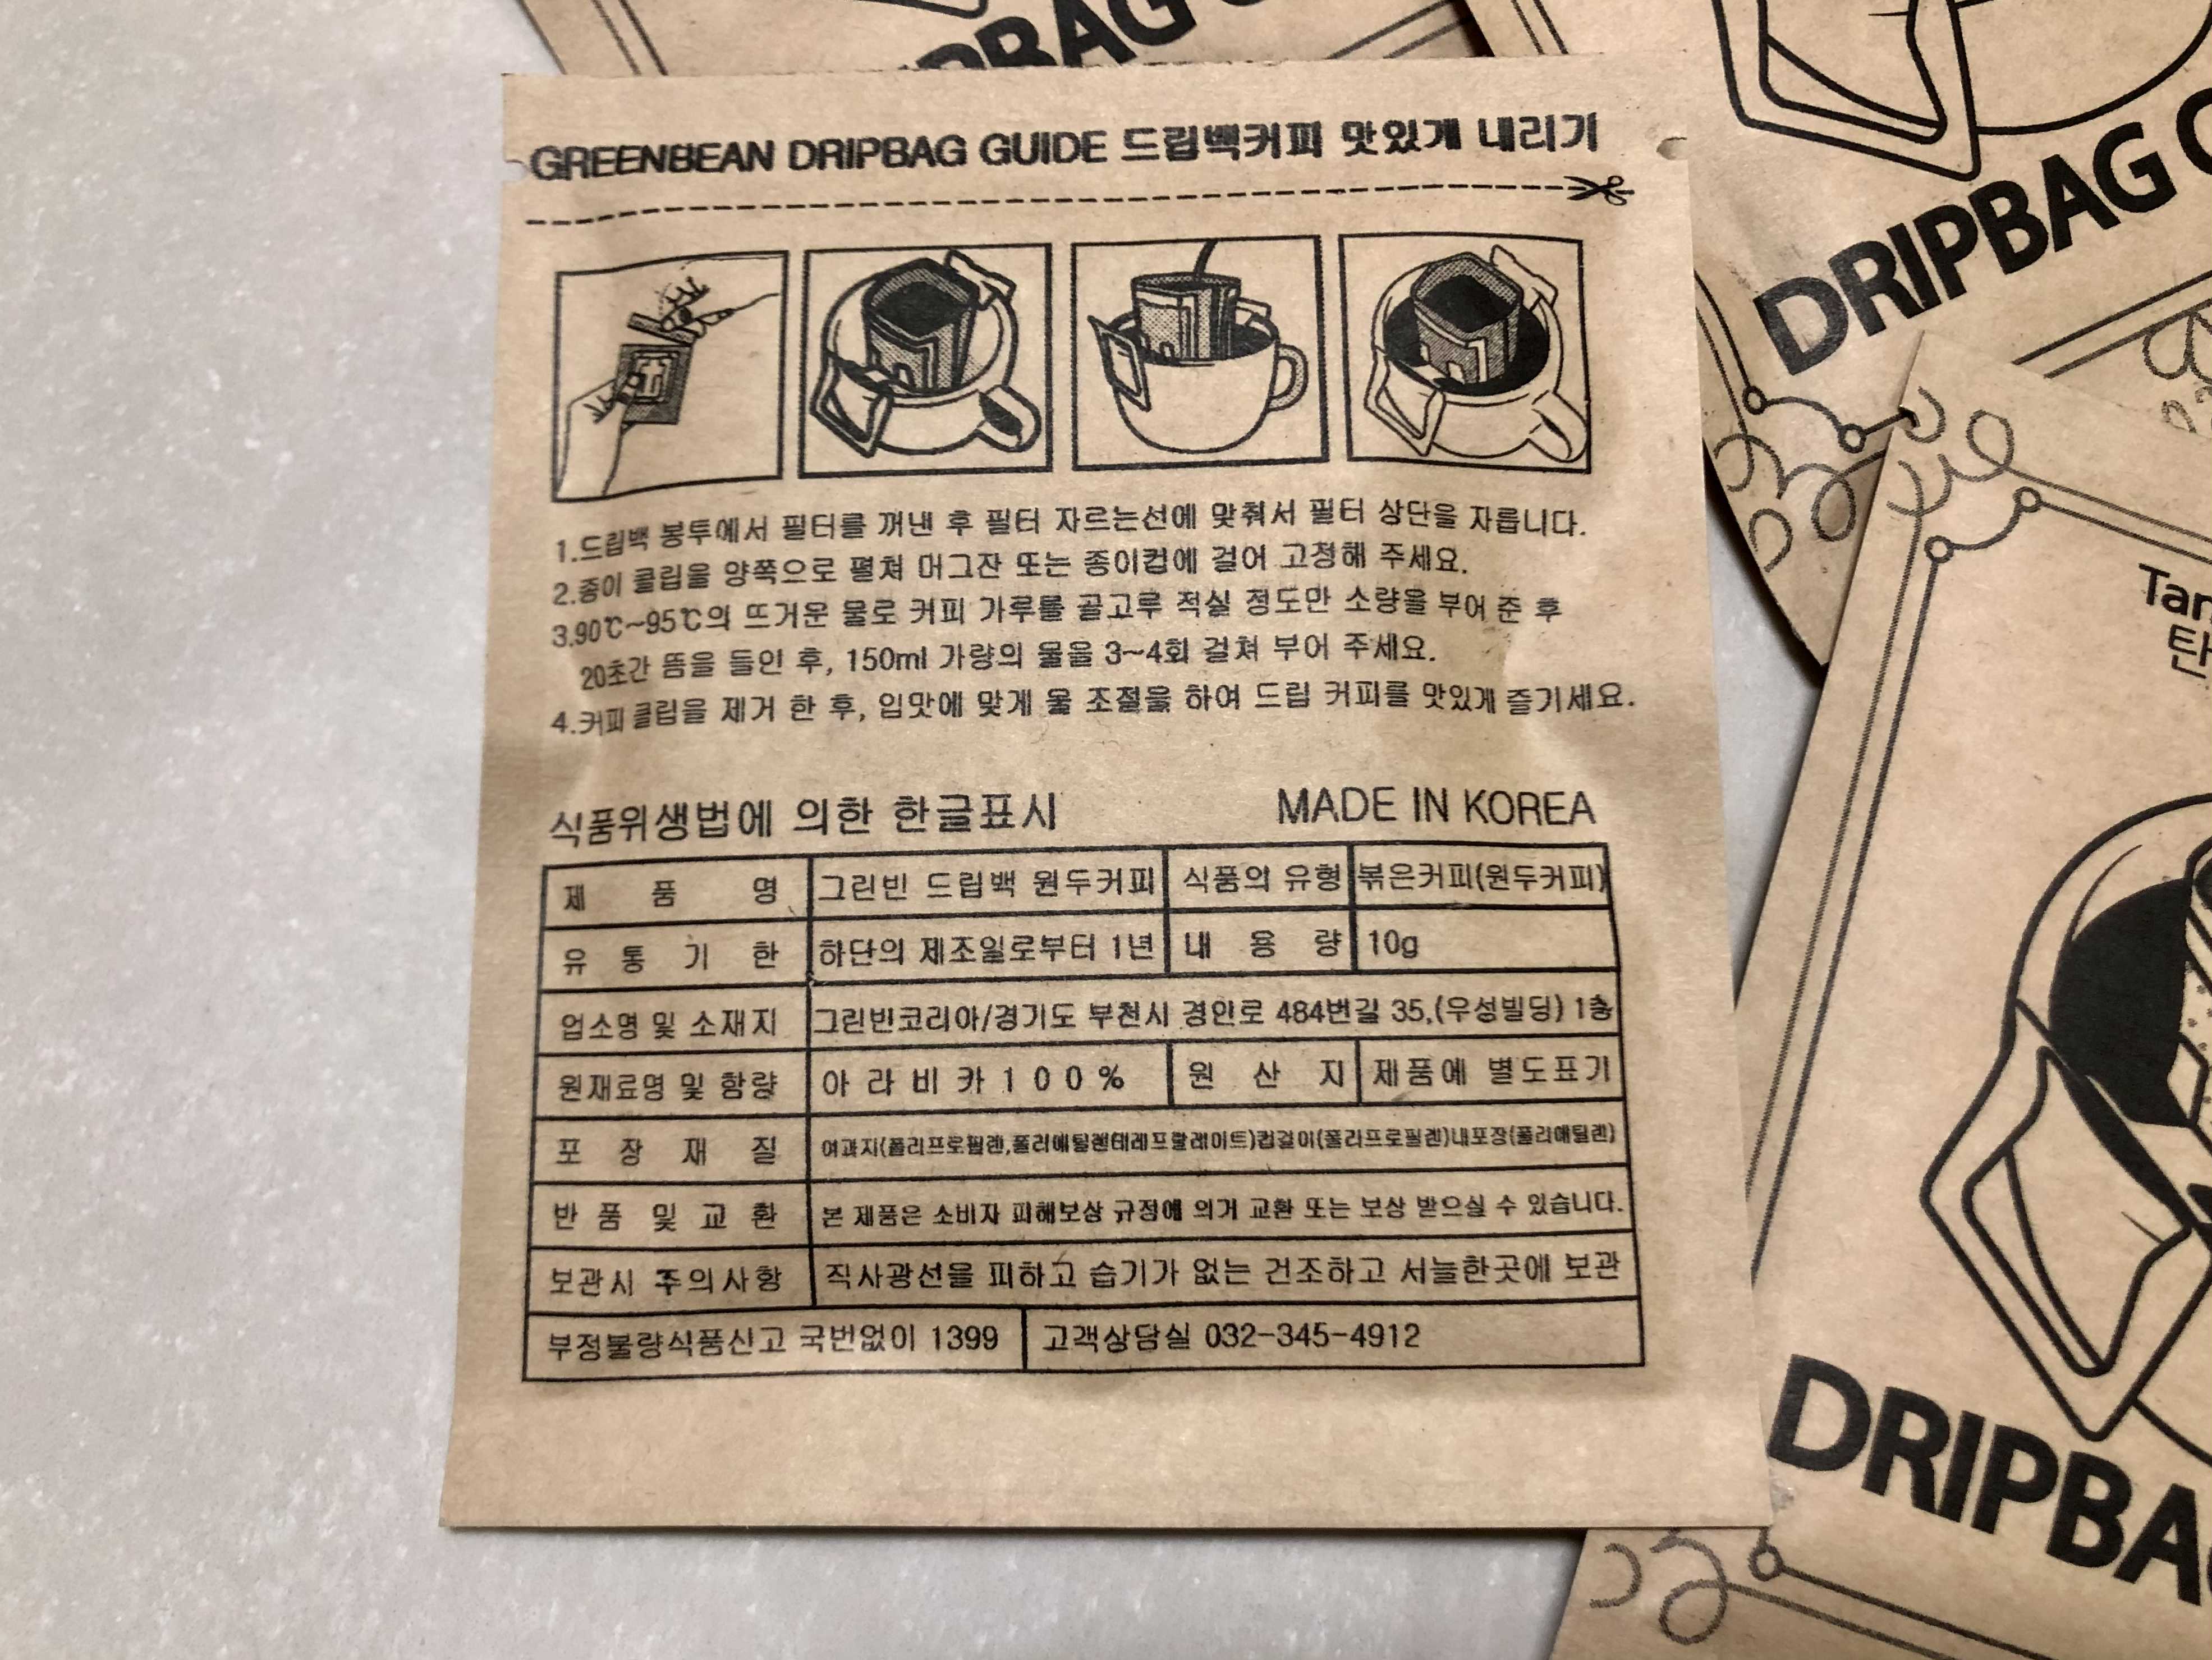 GREENBEAN DRIPBAG GUIDE 드립백커피 맛있게 내리기
1.드립백 봉투에서 필터를 꺼낸 후 필터 자르는선에 맞춰서 필터 상단을 자릅니다.
2.종이 클립을 양쪽으로 펼쳐 머그잔 또는 종이컵에 걸어 고정해 주세요.
3.90℃~95℃의 뜨거운 물로 커피 가루를 골고루 적실 정도만 소량을 부어 준 후
20초간 뜸을 들인 후, 150ml 가량의 물을 3~4회 걸쳐 부어 주세요.
4.커피클립을 제거 한 후, 입맛에 맞게 물 조절을 하여 드립 커피를 맛있게 즐기세요.
식품위생법에 의한 한글표시 MADE IN KOREA
제 품 명 그린빈 드립백 원두커피 식품의 유형 볶은커피(원두커피)
유 통 기 한 하단의 제조일로부터 1년 내 용 량 10g
업소명 및 소재지 그린빈코리아/경기도 부천시 경인로 484번길 35,(우성빌딩) 1층
원재료명 및 함량 아 라 비 카 1 0 0 % 원 산 지 제품에 별도표기
포 장 재 질 여과지(폴리프로필렌,폴리에틸렌테레프탈레이트)컵걸이(폴리프로필렌)내포장(폴리에틸렌)
반 품 및 교 환 본 제품은 소비자 피해보상 규정에 의거 교환 또는 보상 받으실 수 있습니다.
보관시 주의사항 직사광선을 피하고 습기가 없는 건조하고 서늘한곳에 보관
부정불량식품신고 국번없이 1399 고객상담실 032-345-4912
DRIPBAG
Tan
탄